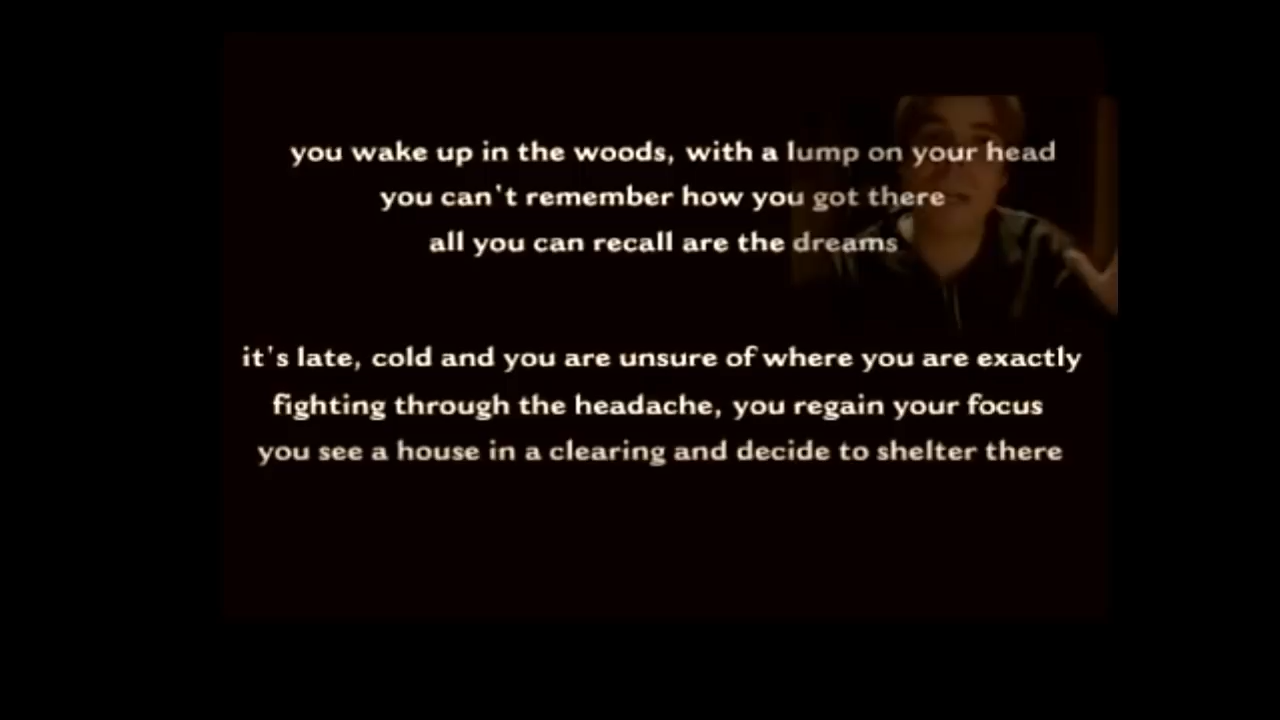 you wake up in the woods, with a lump on your head
you can't remember how you got there
all you can recall are the dreams
it's late, cold and you are unsure of where you are exactly
fighting through the headache, you regain your focus
you see a house in a clearing and decide to shelter there